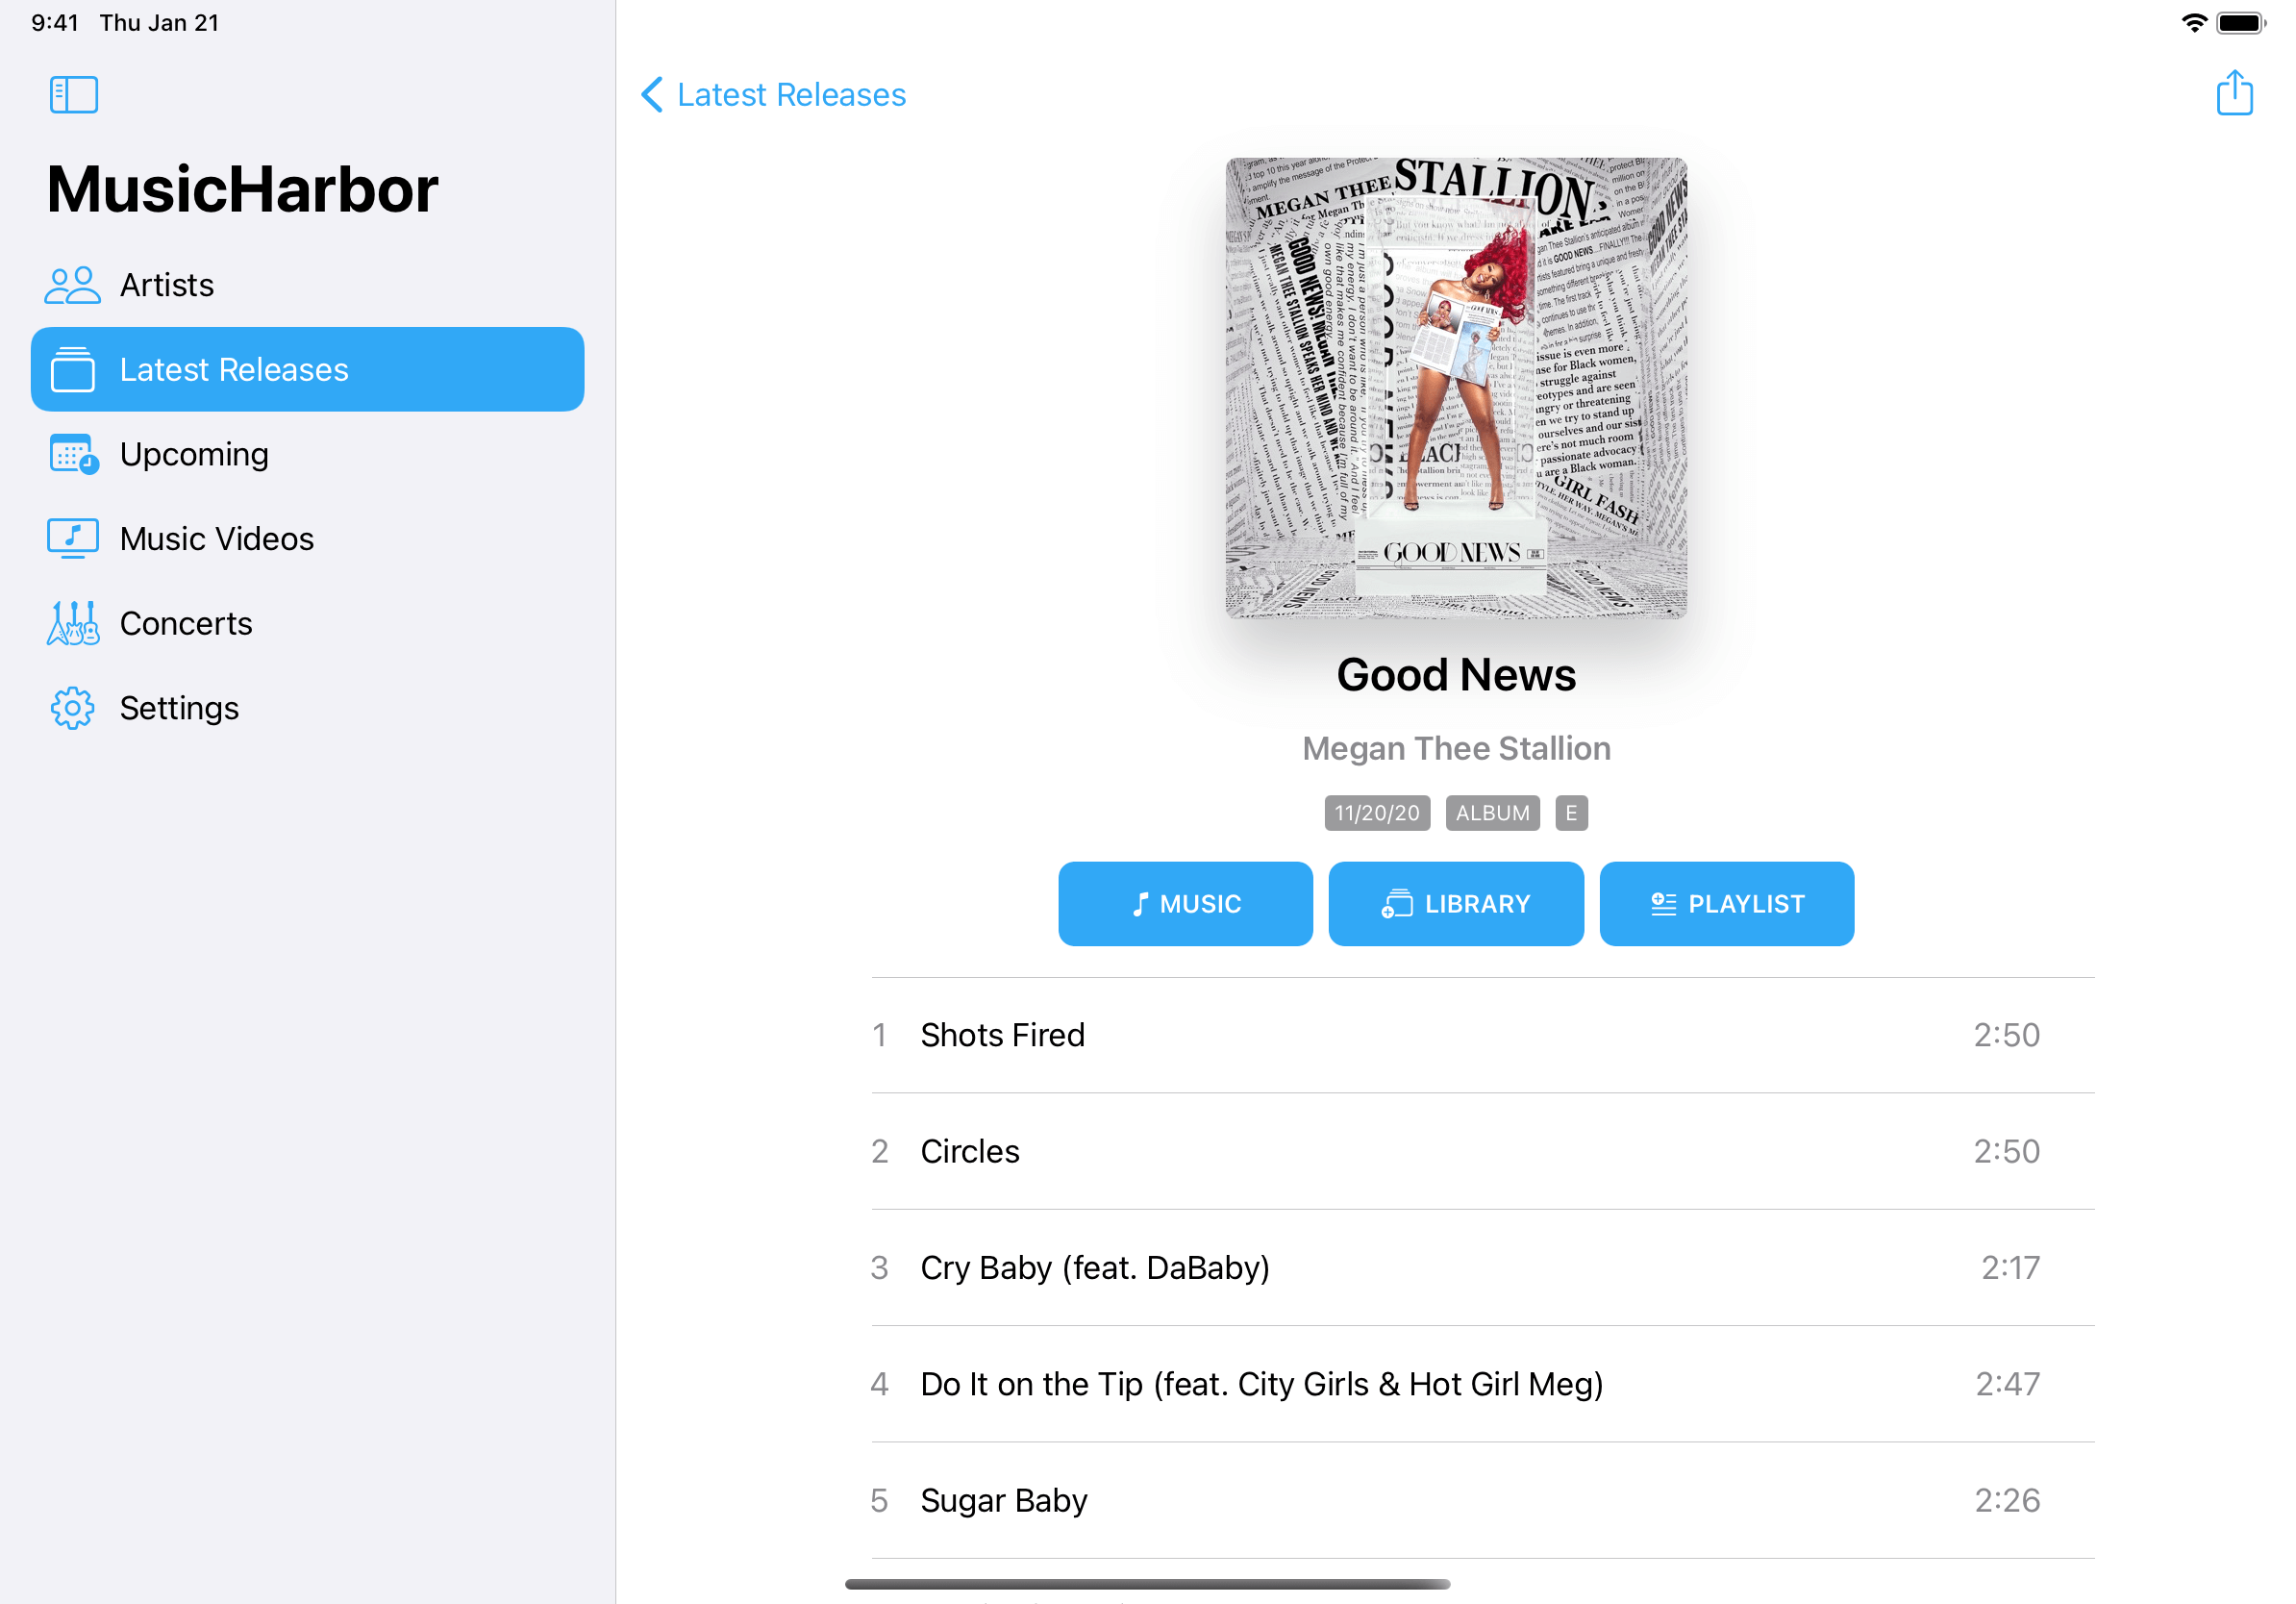 9:41 Thu Jan 21
MusicHarbor
Artists
Latest Releases
Upcoming
Music Videos
Concerts
Settings
Latest Releases
MEGAN THEE STALLION
GOOD NEWS
Good News
Megan Thee Stallion
11/20/20 ALBUM E
MUSIC LIBRARY PLAYLIST
1 Shots Fired 2:50
2 Circles 2:50
3 Cry Baby (feat. DaBaby) 2:17
4 Do It on the Tip (feat. City Girls & Hot Girl Meg) 2:47
5 Sugar Baby 2:26